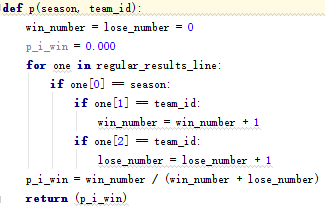 def p(season, team_id):
    win_number = lose_number = 0
    p_i_win = 0.000
    for one in regular_results_line:
        if one[0] == season:
            if one[1] == team_id:
                win_number = win_number + 1
            if one[2] == team_id:
                lose_number = lose_number + 1
    p_i_win = win_number / (win_number + lose_number)
    return (p_i_win)